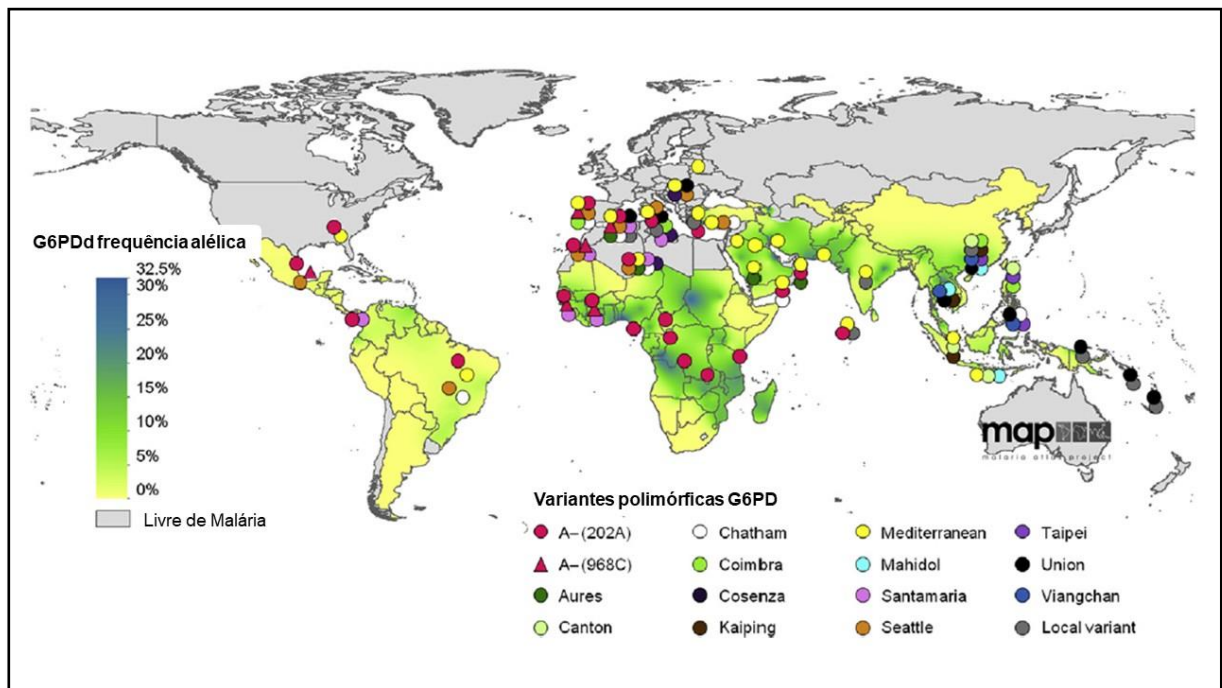 G6PDd frequência alélica
32.5%
30%
25%
20%
15%
10%
5%
0%
Livre de Malária
map
malaria atlas project
Variantes polimórficas G6PD
A– (202A)
Chatham
Mediterranean
Taipei
A– (968C)
Coimbra
Mahidol
Union
Aures
Cosenza
Santamaria
Viangchan
Canton
Kaiping
Seattle
Local variant